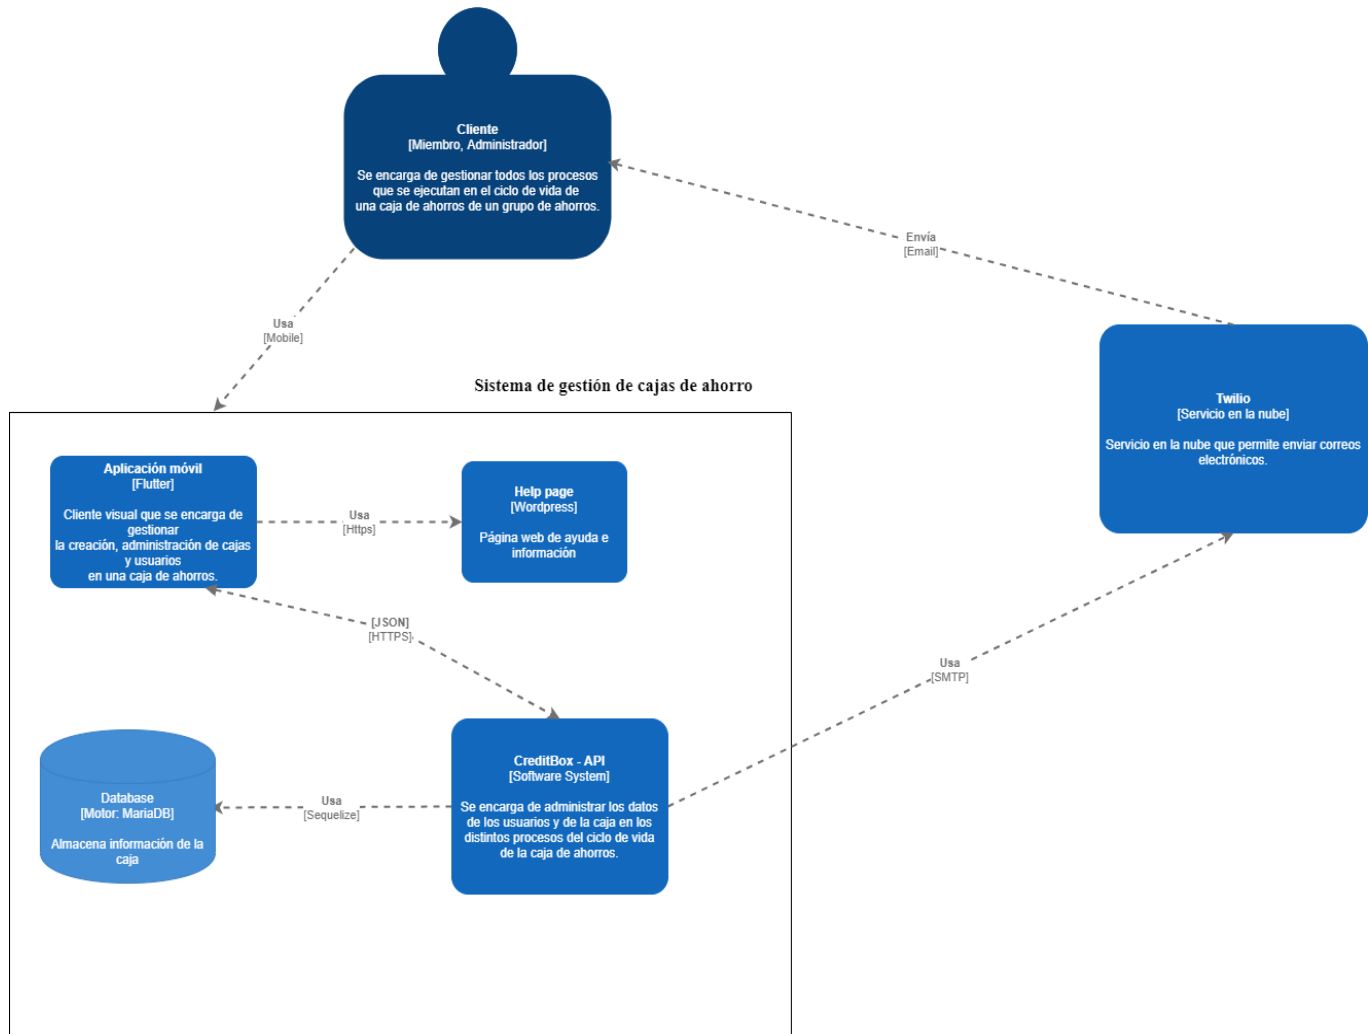 Cliente
[Miembro, Administrador]
Se encarga de gestionar todos los procesos
que se ejecutan en el ciclo de vida de
una caja de ahorros de un grupo de ahorros.
Envía
[Email]
Usa
[Mobile]
Sistema de gestión de cajas de ahorro
Twilio
[Servicio en la nube]
Servicio en la nube que permite enviar correos
electrónicos.
Aplicación móvil
[Flutter]
Cliente visual que se encarga de
gestionar
la creación, administración de cajas
y usuarios
en una caja de ahorros.
Usa
[Https]
Help page
[Wordpress]
Página web de ayuda e
información
[JSON]
[HTTPS]
Usa
[SMTP]
Database
[Motor: MariaDB]
Almacena información de la
caja
Usa
[Sequelize]
CreditBox - API
[Software System]
Se encarga de administrar los datos
de los usuarios y de la caja en los
distintos procesos del ciclo de vida
de la caja de ahorros.